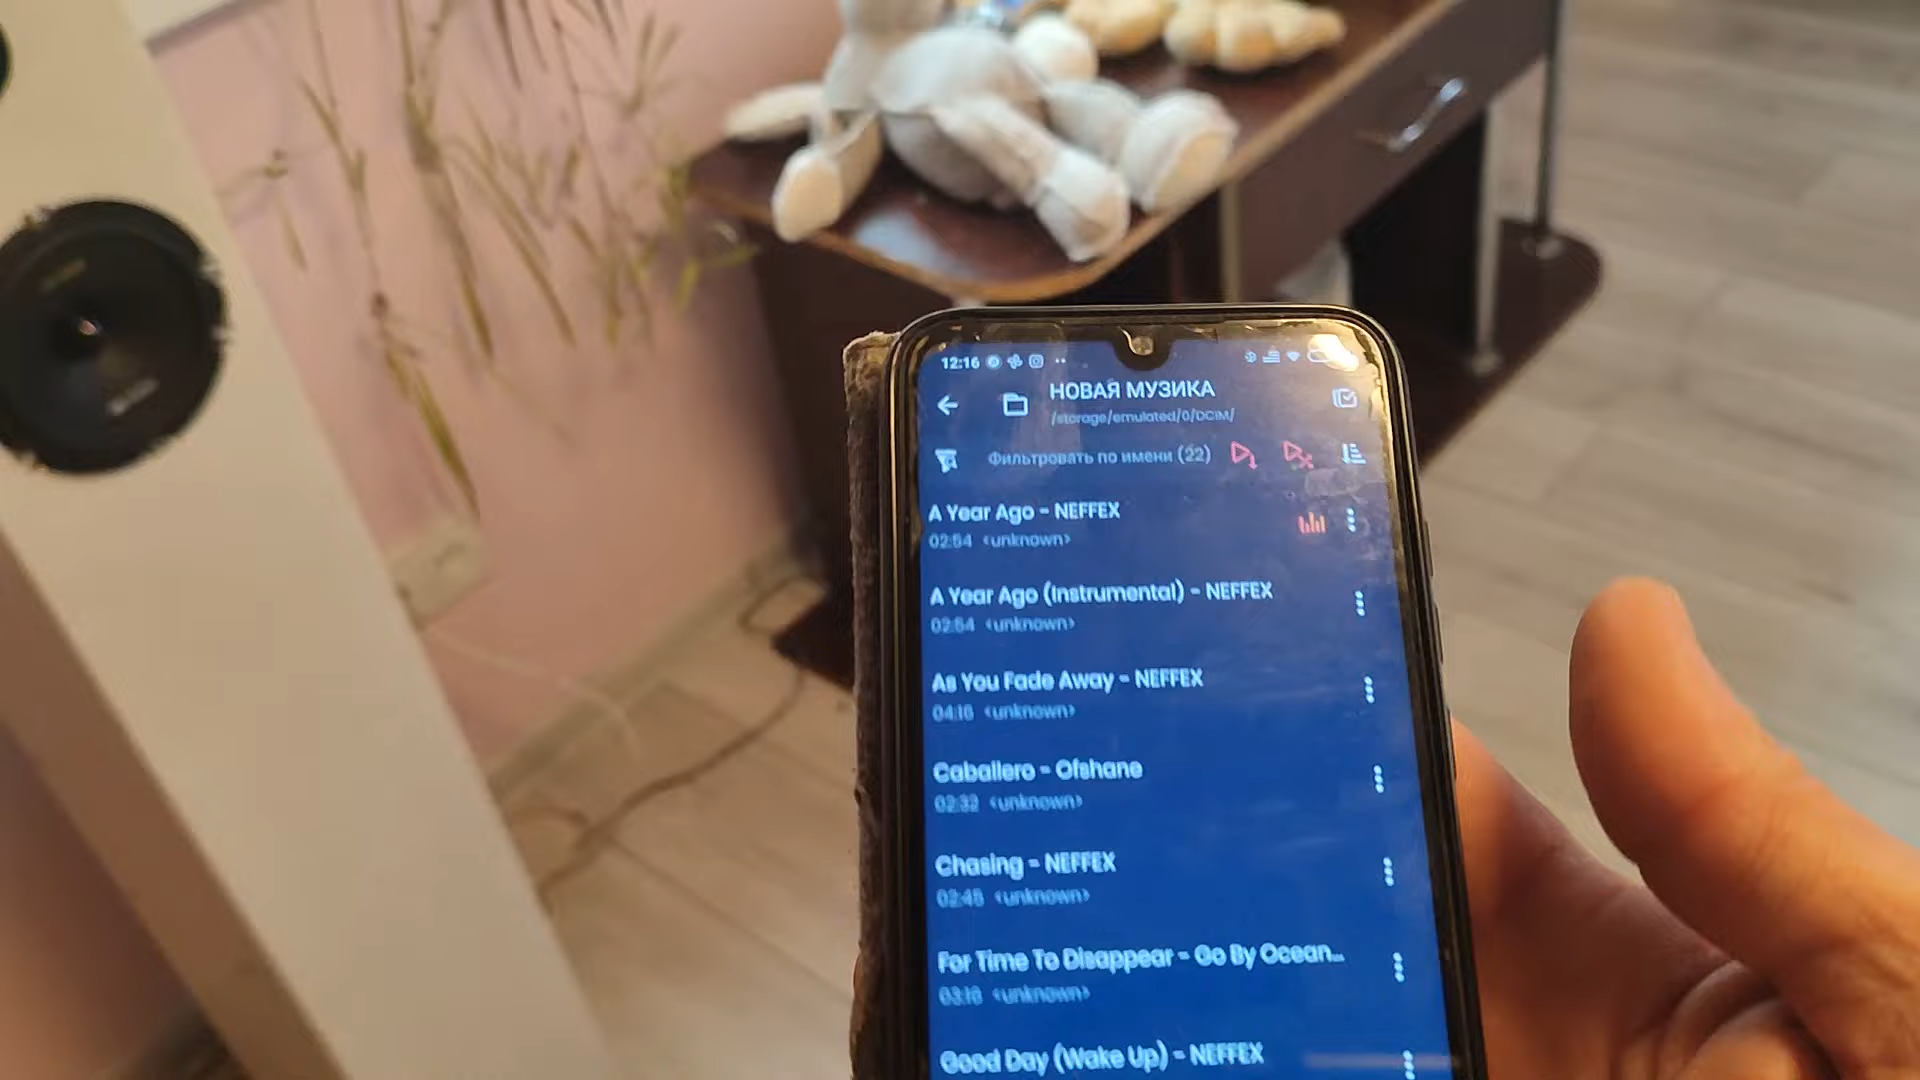 12:16
НОВАЯ МУЗИКА
/storage/emulated/0/DCIM/
Фильтровать по имени (22)
A Year Ago - NEFFEX
02:54 <unknown>
A Year Ago (Instrumental) - NEFFEX
02:54 <unknown>
As You Fade Away - NEFFEX
04:16 <unknown>
Caballero - Ofshane
02:32 <unknown>
Chasing - NEFFEX
02:45 <unknown>
For Time To Disappear - Go By Ocean...
03:16 <unknown>
Good Day (Wake Up) - NEFFEX